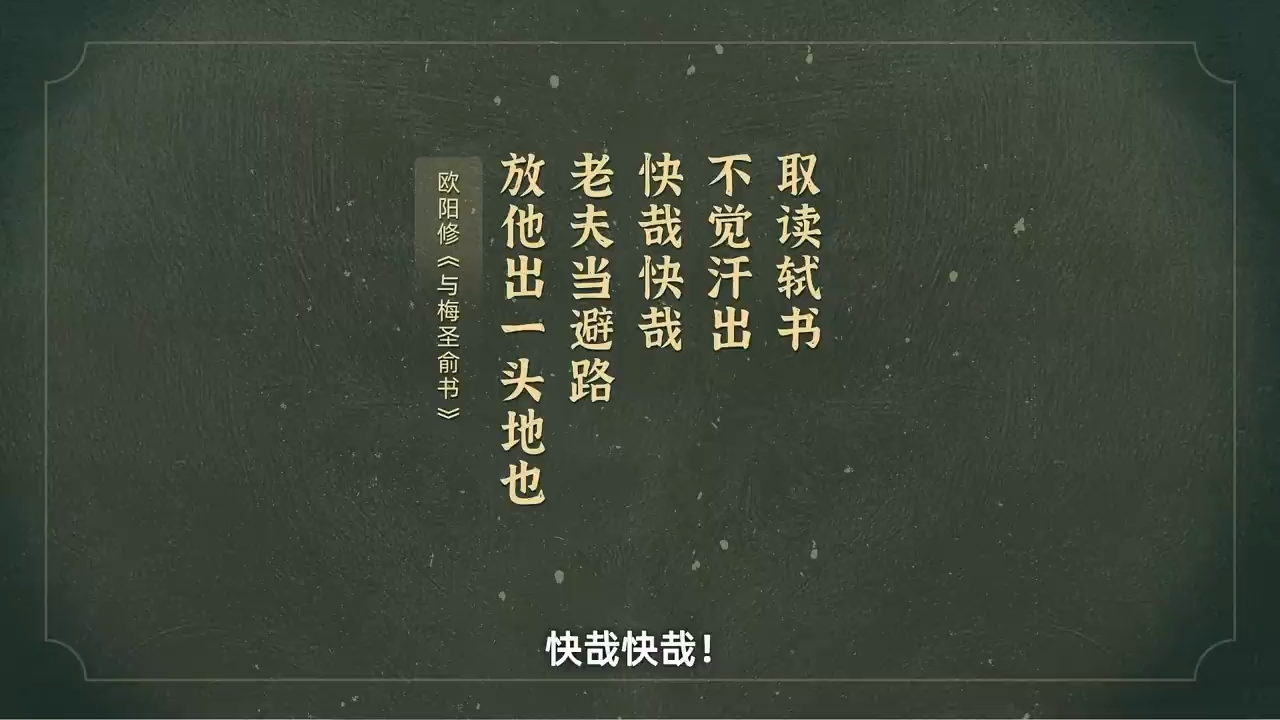 取读轼书
不觉汗出
快哉快哉
老夫当避路
放他出一头地也
欧阳修《与梅圣俞书》
快哉快哉！